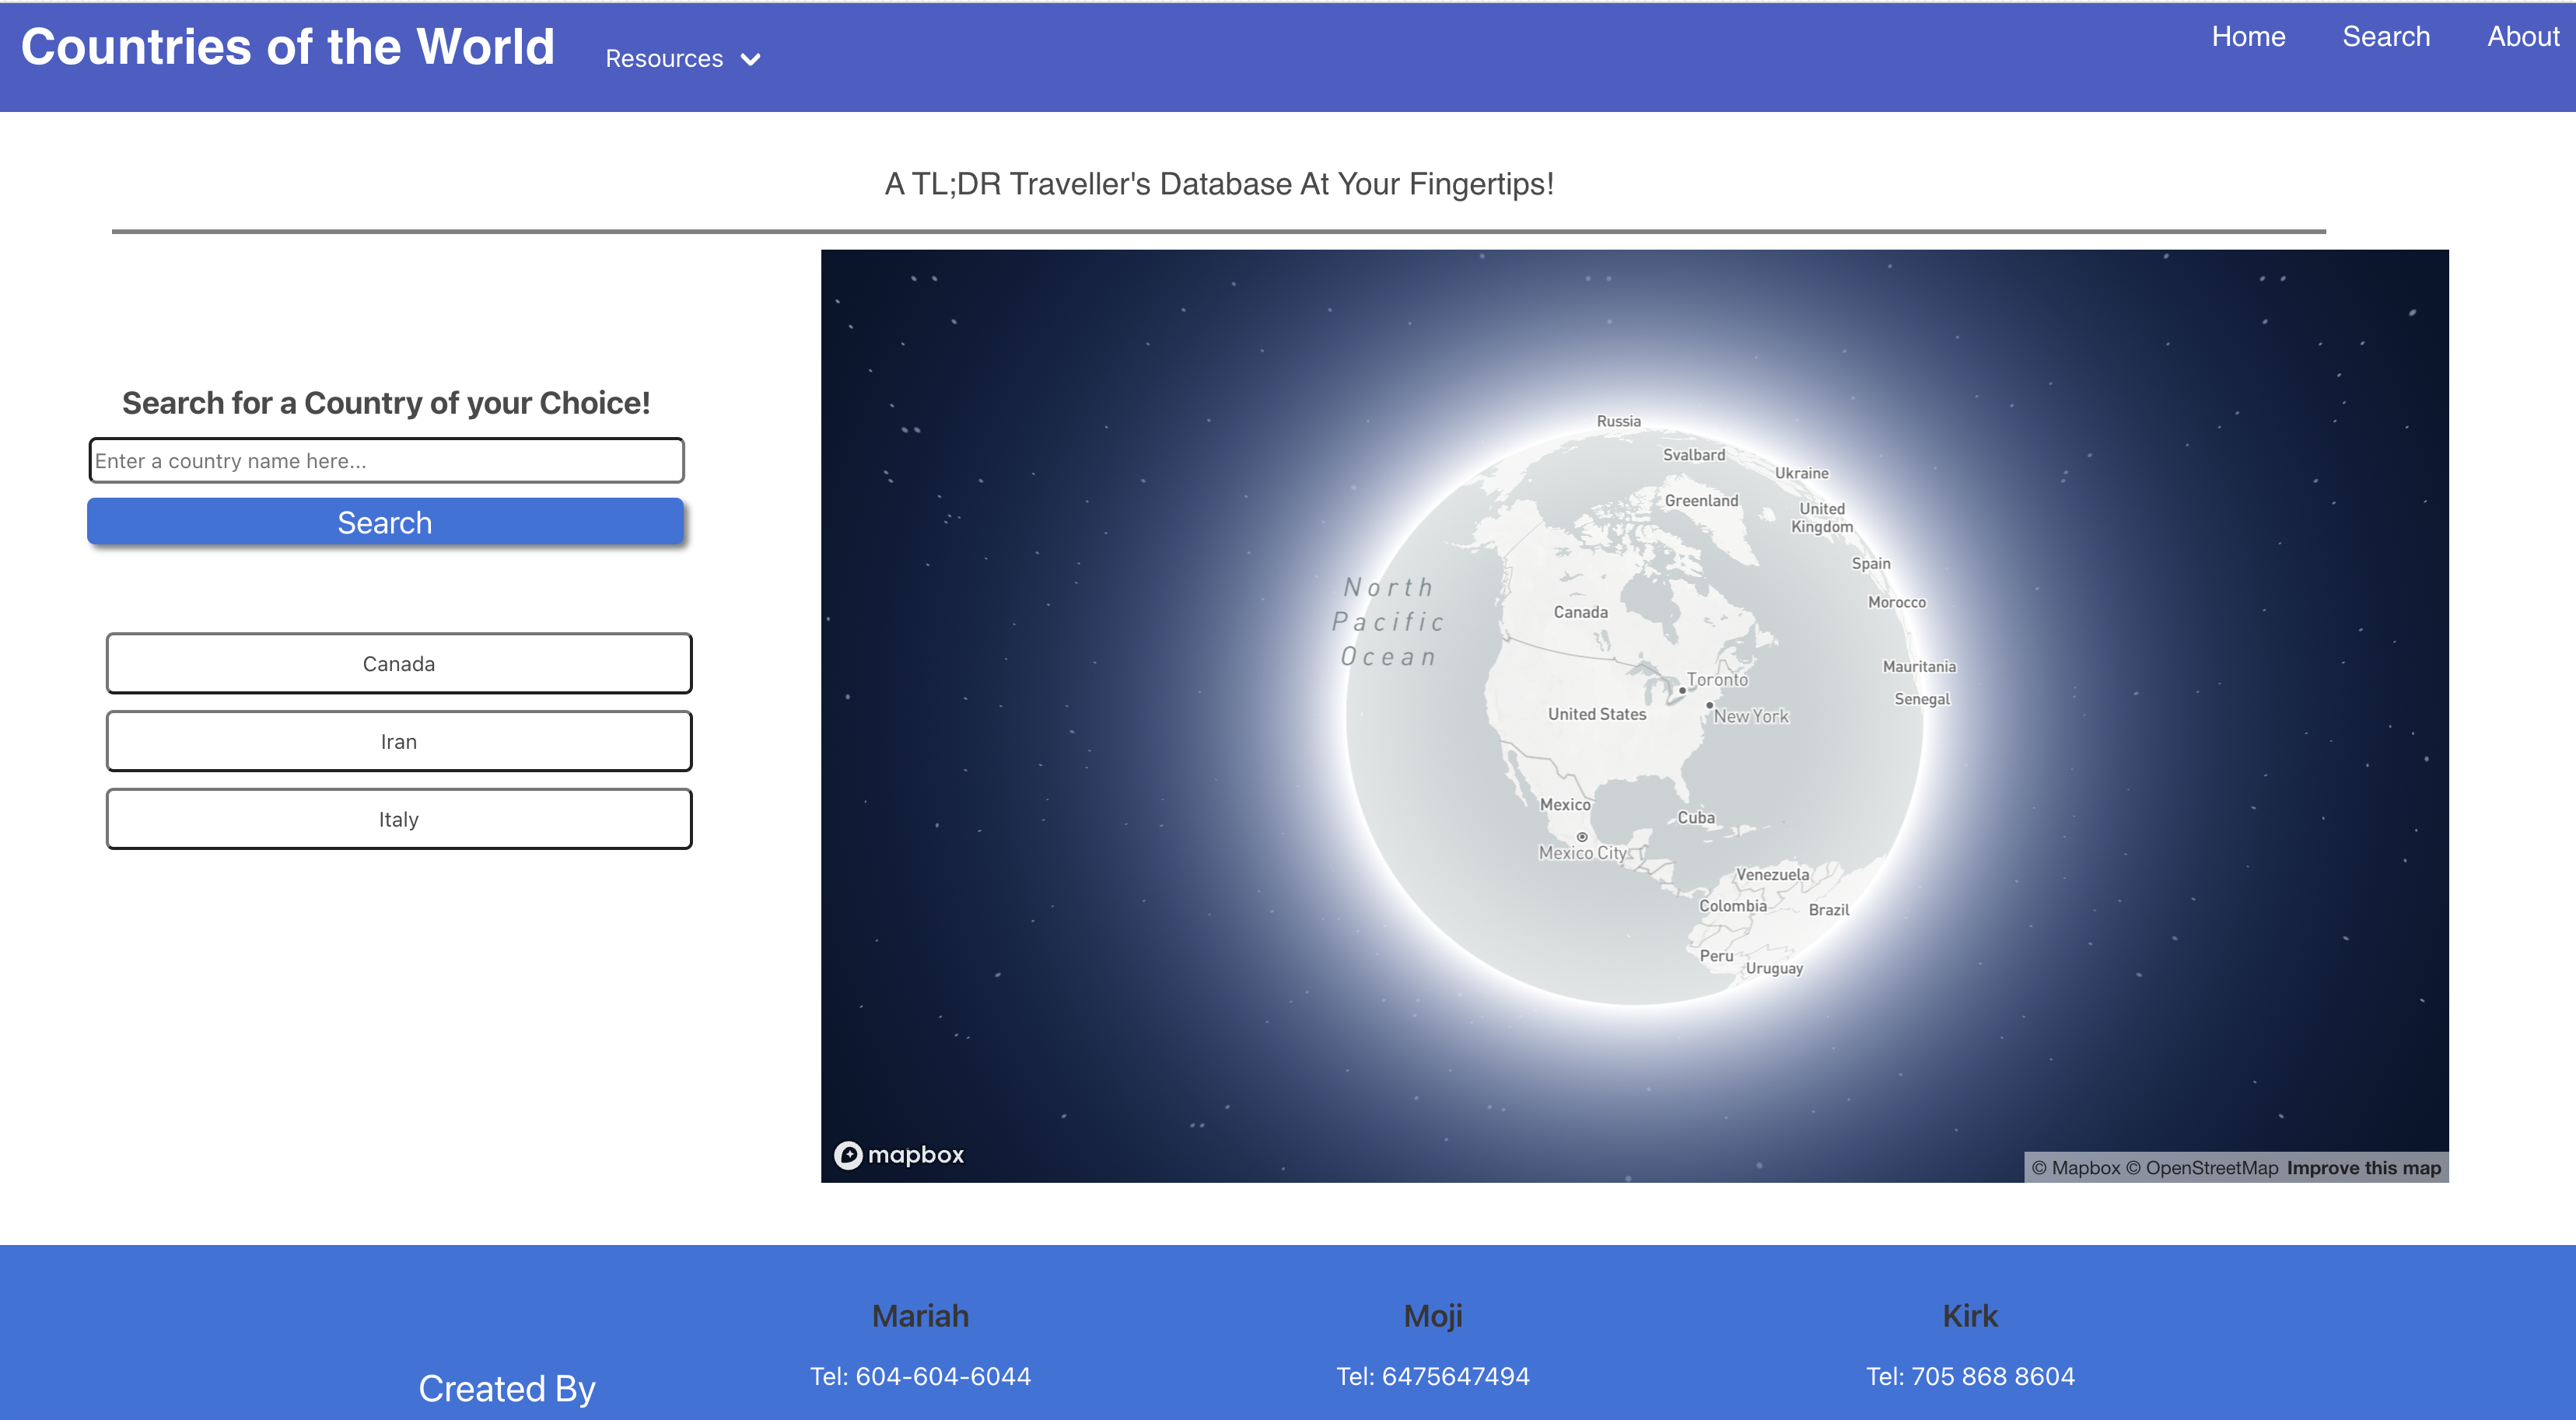 Countries of the World
Resources
Home
Search
About
A TL;DR Traveller's Database At Your Fingertips!
Search for a Country of your Choice!
Enter a country name here...
Search
Canada
Iran
Italy
Russia
Svalbard
Ukraine
Greenland
United
Kingdom
Spain
North
Pacific
Ocean
Morocco
Canada
Mauritania
Toronto
Senegal
United States
New York
Mexico
Cuba
Mexico City
Venezuela
Colombia
Brazil
Peru
Uruguay
mapbox
© Mapbox © OpenStreetMap Improve this map
Created By
Mariah
Tel: 604-604-6044
Moji
Tel: 6475647494
Kirk
Tel: 705 868 8604